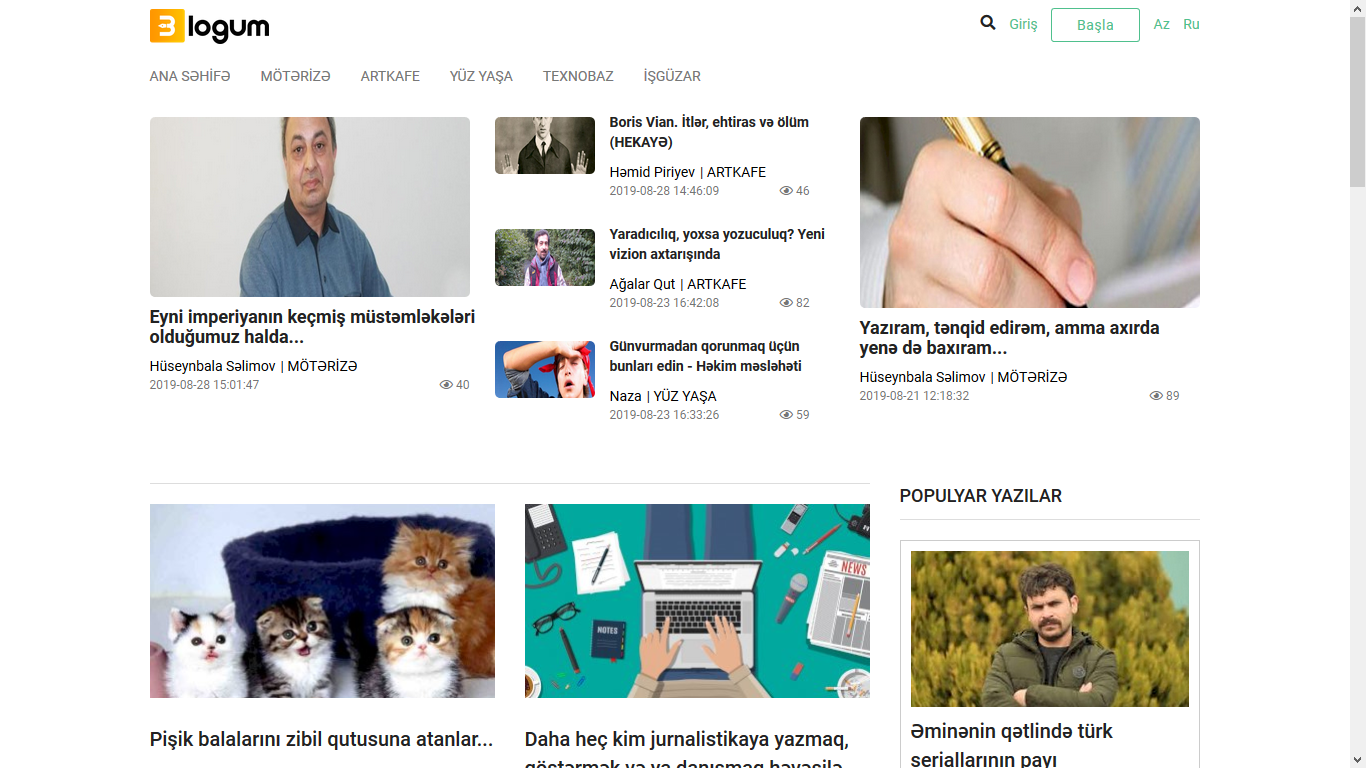 Blogum
Giriş
Başla
Az
Ru
ANA SƏHİFƏ
MÖTƏRİZƏ
ARTKAFE
YÜZ YAŞA
TEXNOBAZ
İŞGÜZAR
Eyni imperiyanın keçmiş müstəmləkələri
olduğumuz halda...
Hüseynbala Səlimov | MÖTƏRİZƏ
2019-08-28 15:01:47
40
Boris Vian. İtlər, ehtiras və ölüm
(HEKAYƏ)
Həmid Piriyev | ARTKAFE
2019-08-28 14:46:09
46
Yaradıcılıq, yoxsa yozuculuq? Yeni
vizion axtarışında
Ağalar Qut | ARTKAFE
2019-08-23 16:42:08
82
Günvurmadan qorunmaq üçün
bunları edin - Həkim məsləhəti
Naza | YÜZ YAŞA
2019-08-23 16:33:26
59
Yazıram, tənqid edirəm, amma axırda
yenə də baxıram...
Hüseynbala Səlimov | MÖTƏRİZƏ
2019-08-21 12:18:32
89
Pişik balalarını zibil qutusuna atanlar...
NEWS
NOTES
Daha heç kim jurnalistikaya yazmaq,
göstərmək və ya danışmaq həvəsilə
POPULYAR YAZILAR
Əminənin qətlində türk
seriallarının payı